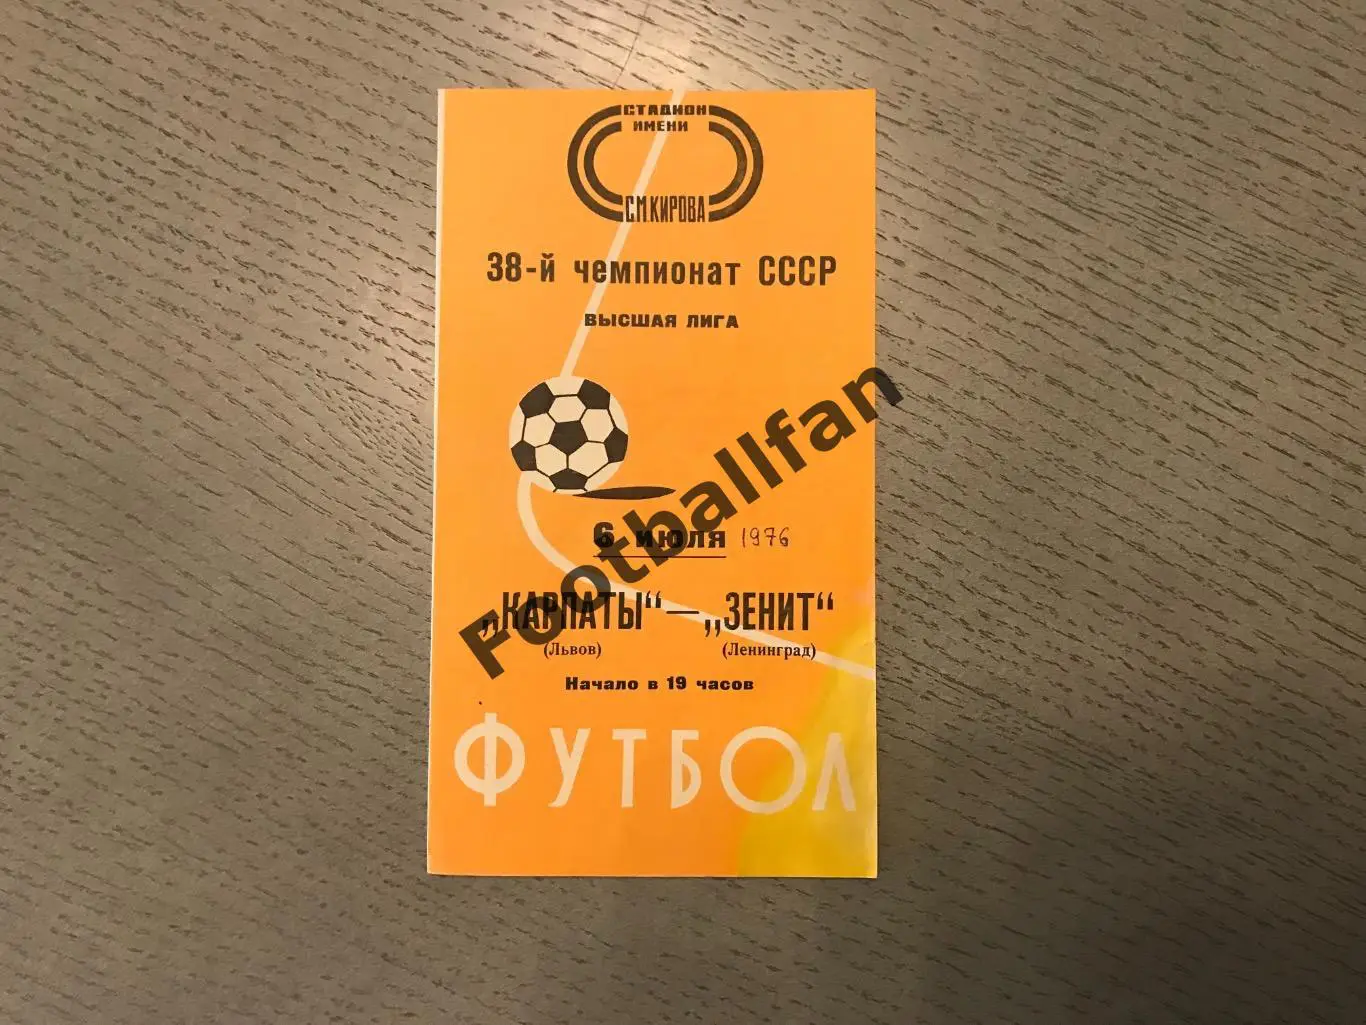 СТАДИОН
ИМЕНИ
С.М.КИРОВА
38-й чемпионат СССР
ВЫСШАЯ ЛИГА
6 июля 1976
„КАРПАТЫ“ — „ЗЕНИТ“
(Львов) (Ленинград)
Начало в 19 часов
ФУТБОЛ
Footballfan